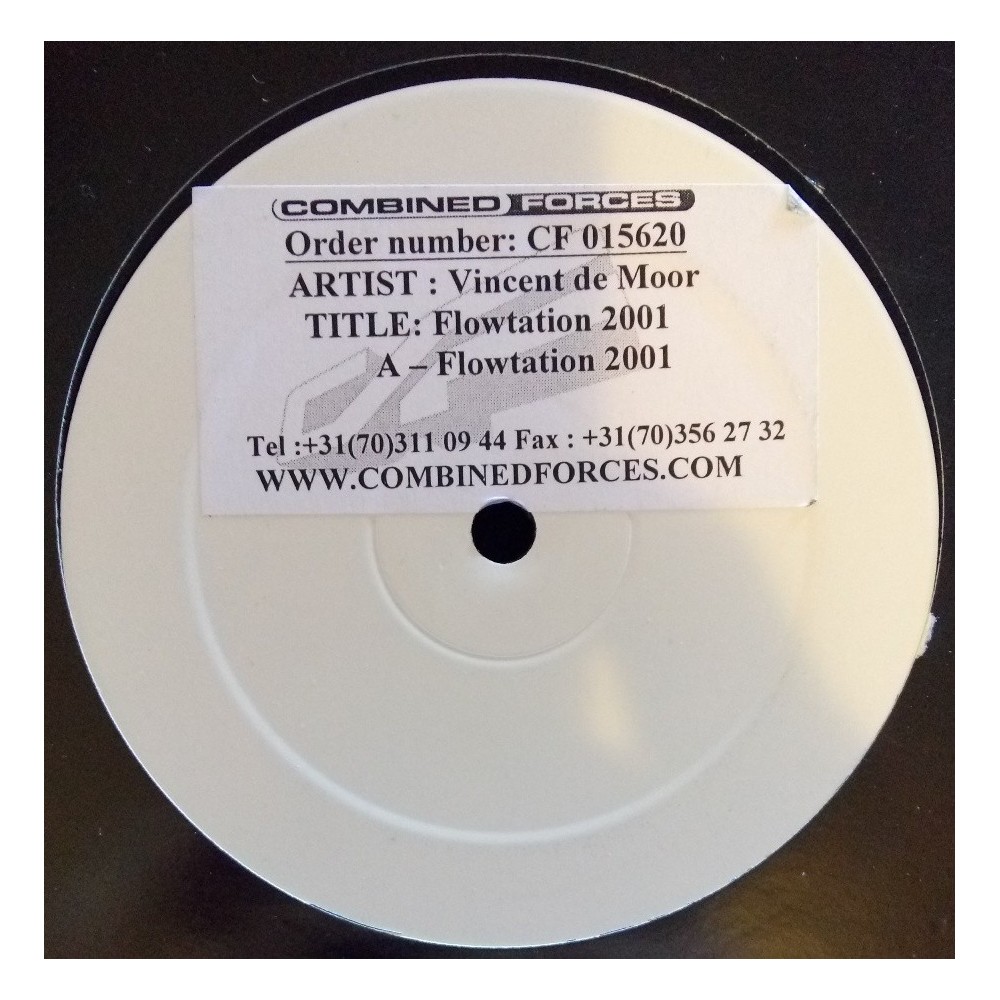 COMBINED FORCES
Order number: CF 015620
ARTIST : Vincent de Moor
TITLE: Flowtation 2001
A – Flowtation 2001
Tel :+31(70)311 09 44 Fax : +31(70)356 27 32
WWW.COMBINEDFORCES.COM